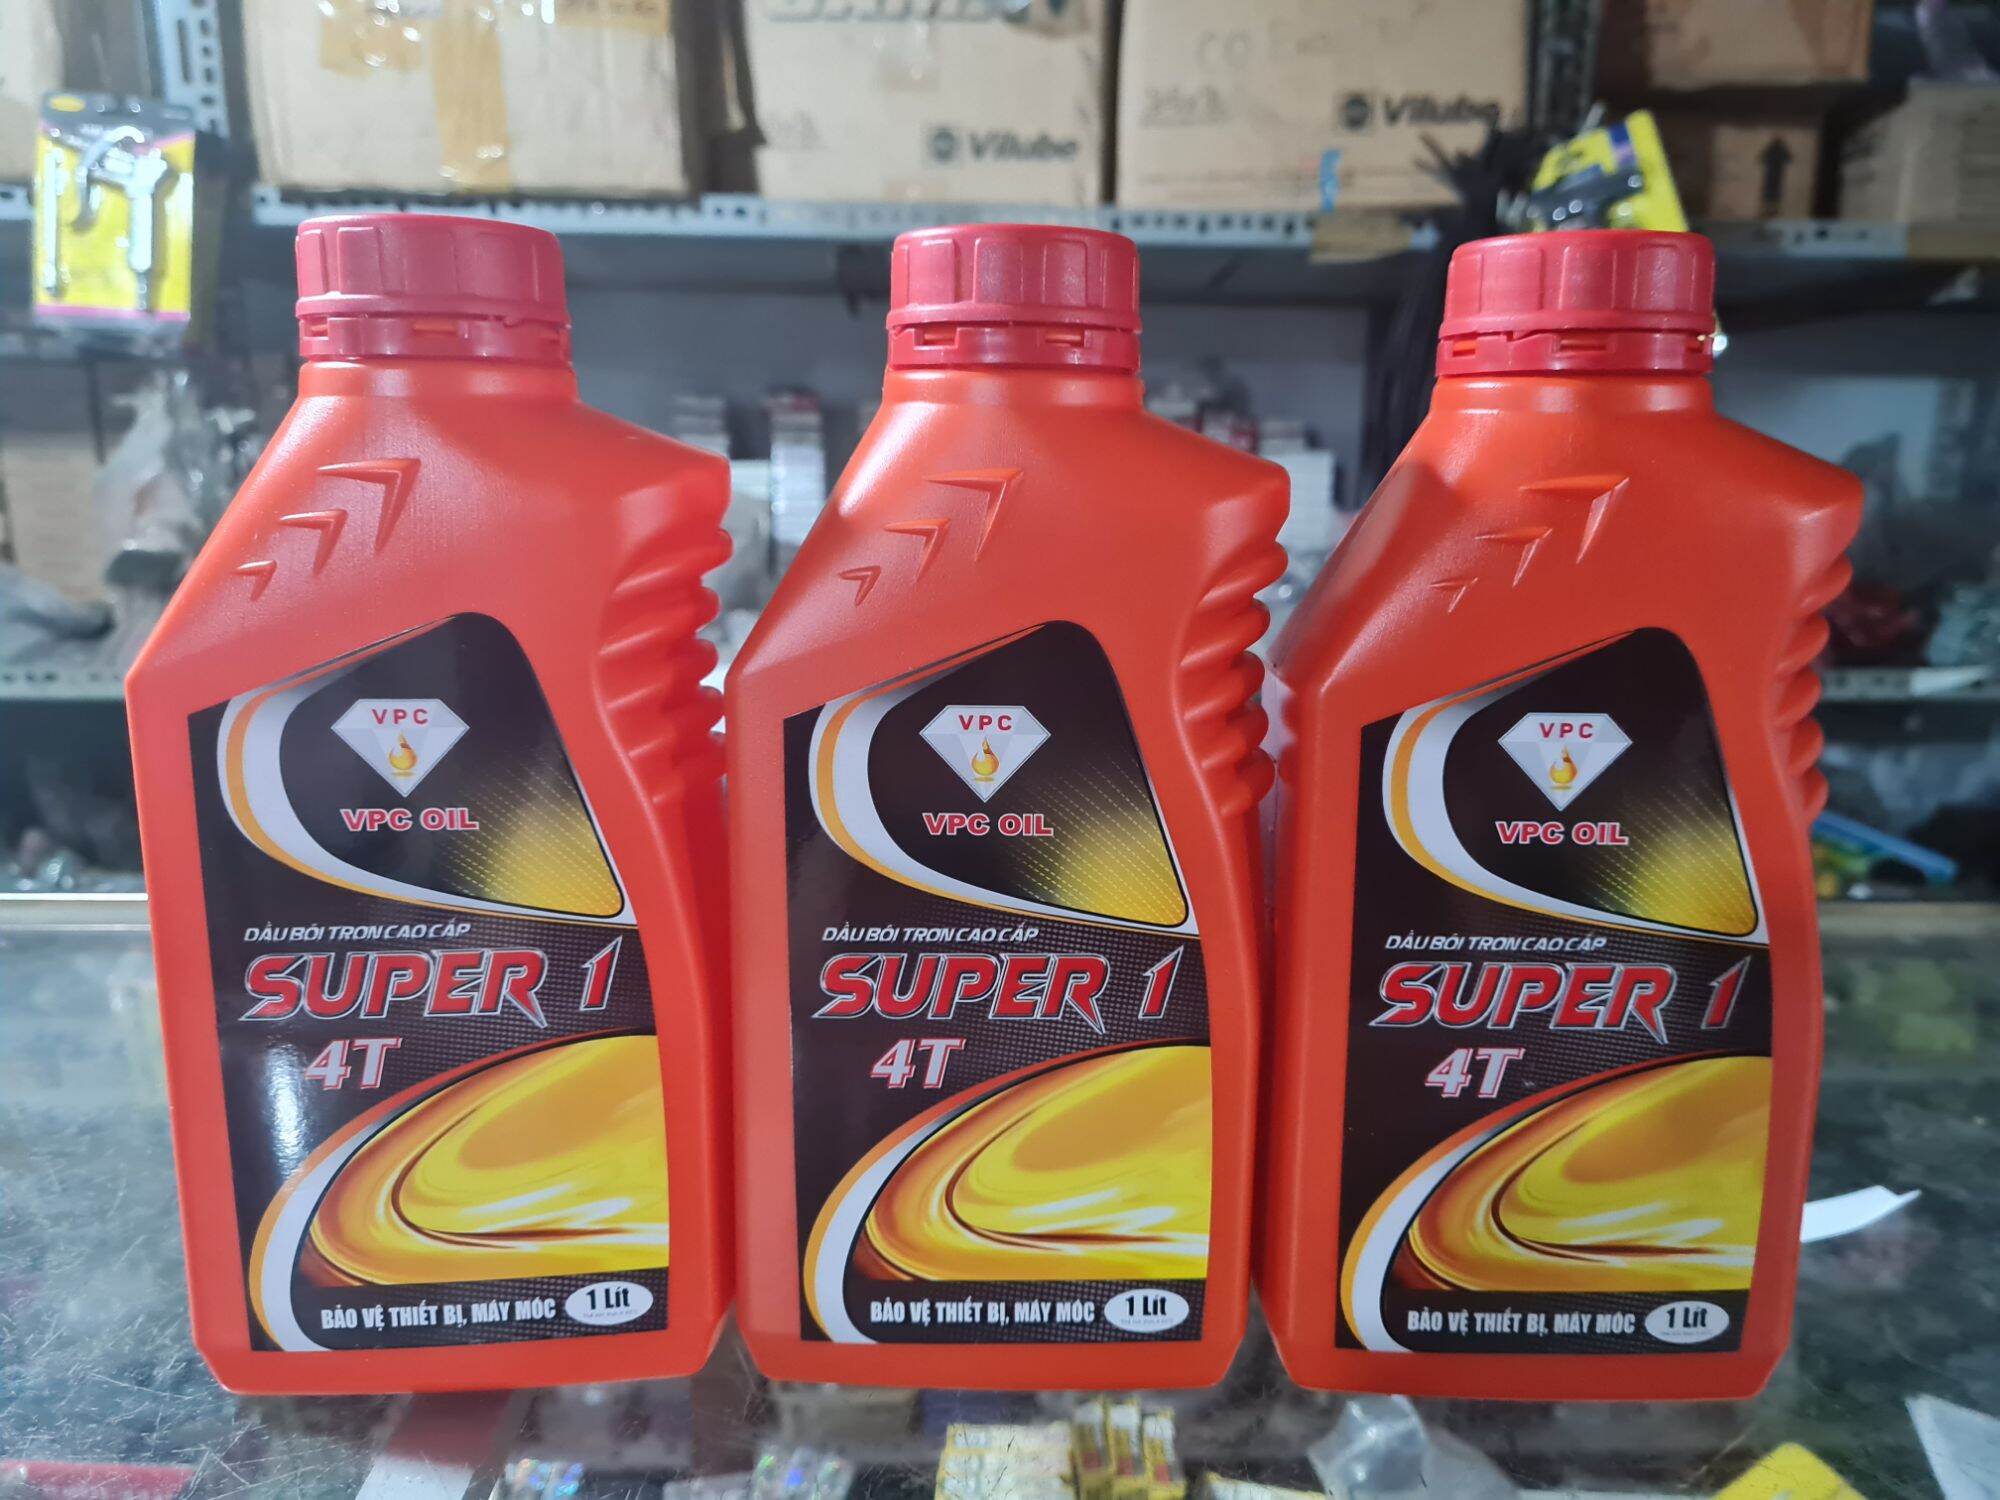 Vilube
Vilube
VPC
VPC OIL
DẦU BÔI TRƠN CAO CẤP
SUPER 1
4T
BẢO VỆ THIẾT BỊ, MÁY MÓC
1 Lít
VPC
VPC OIL
DẦU BÔI TRƠN CAO CẤP
SUPER 1
4T
BẢO VỆ THIẾT BỊ, MÁY MÓC
1 Lít
VPC
VPC OIL
DẦU BÔI TRƠN CAO CẤP
SUPER 1
4T
BẢO VỆ THIẾT BỊ, MÁY MÓC
1 Lít